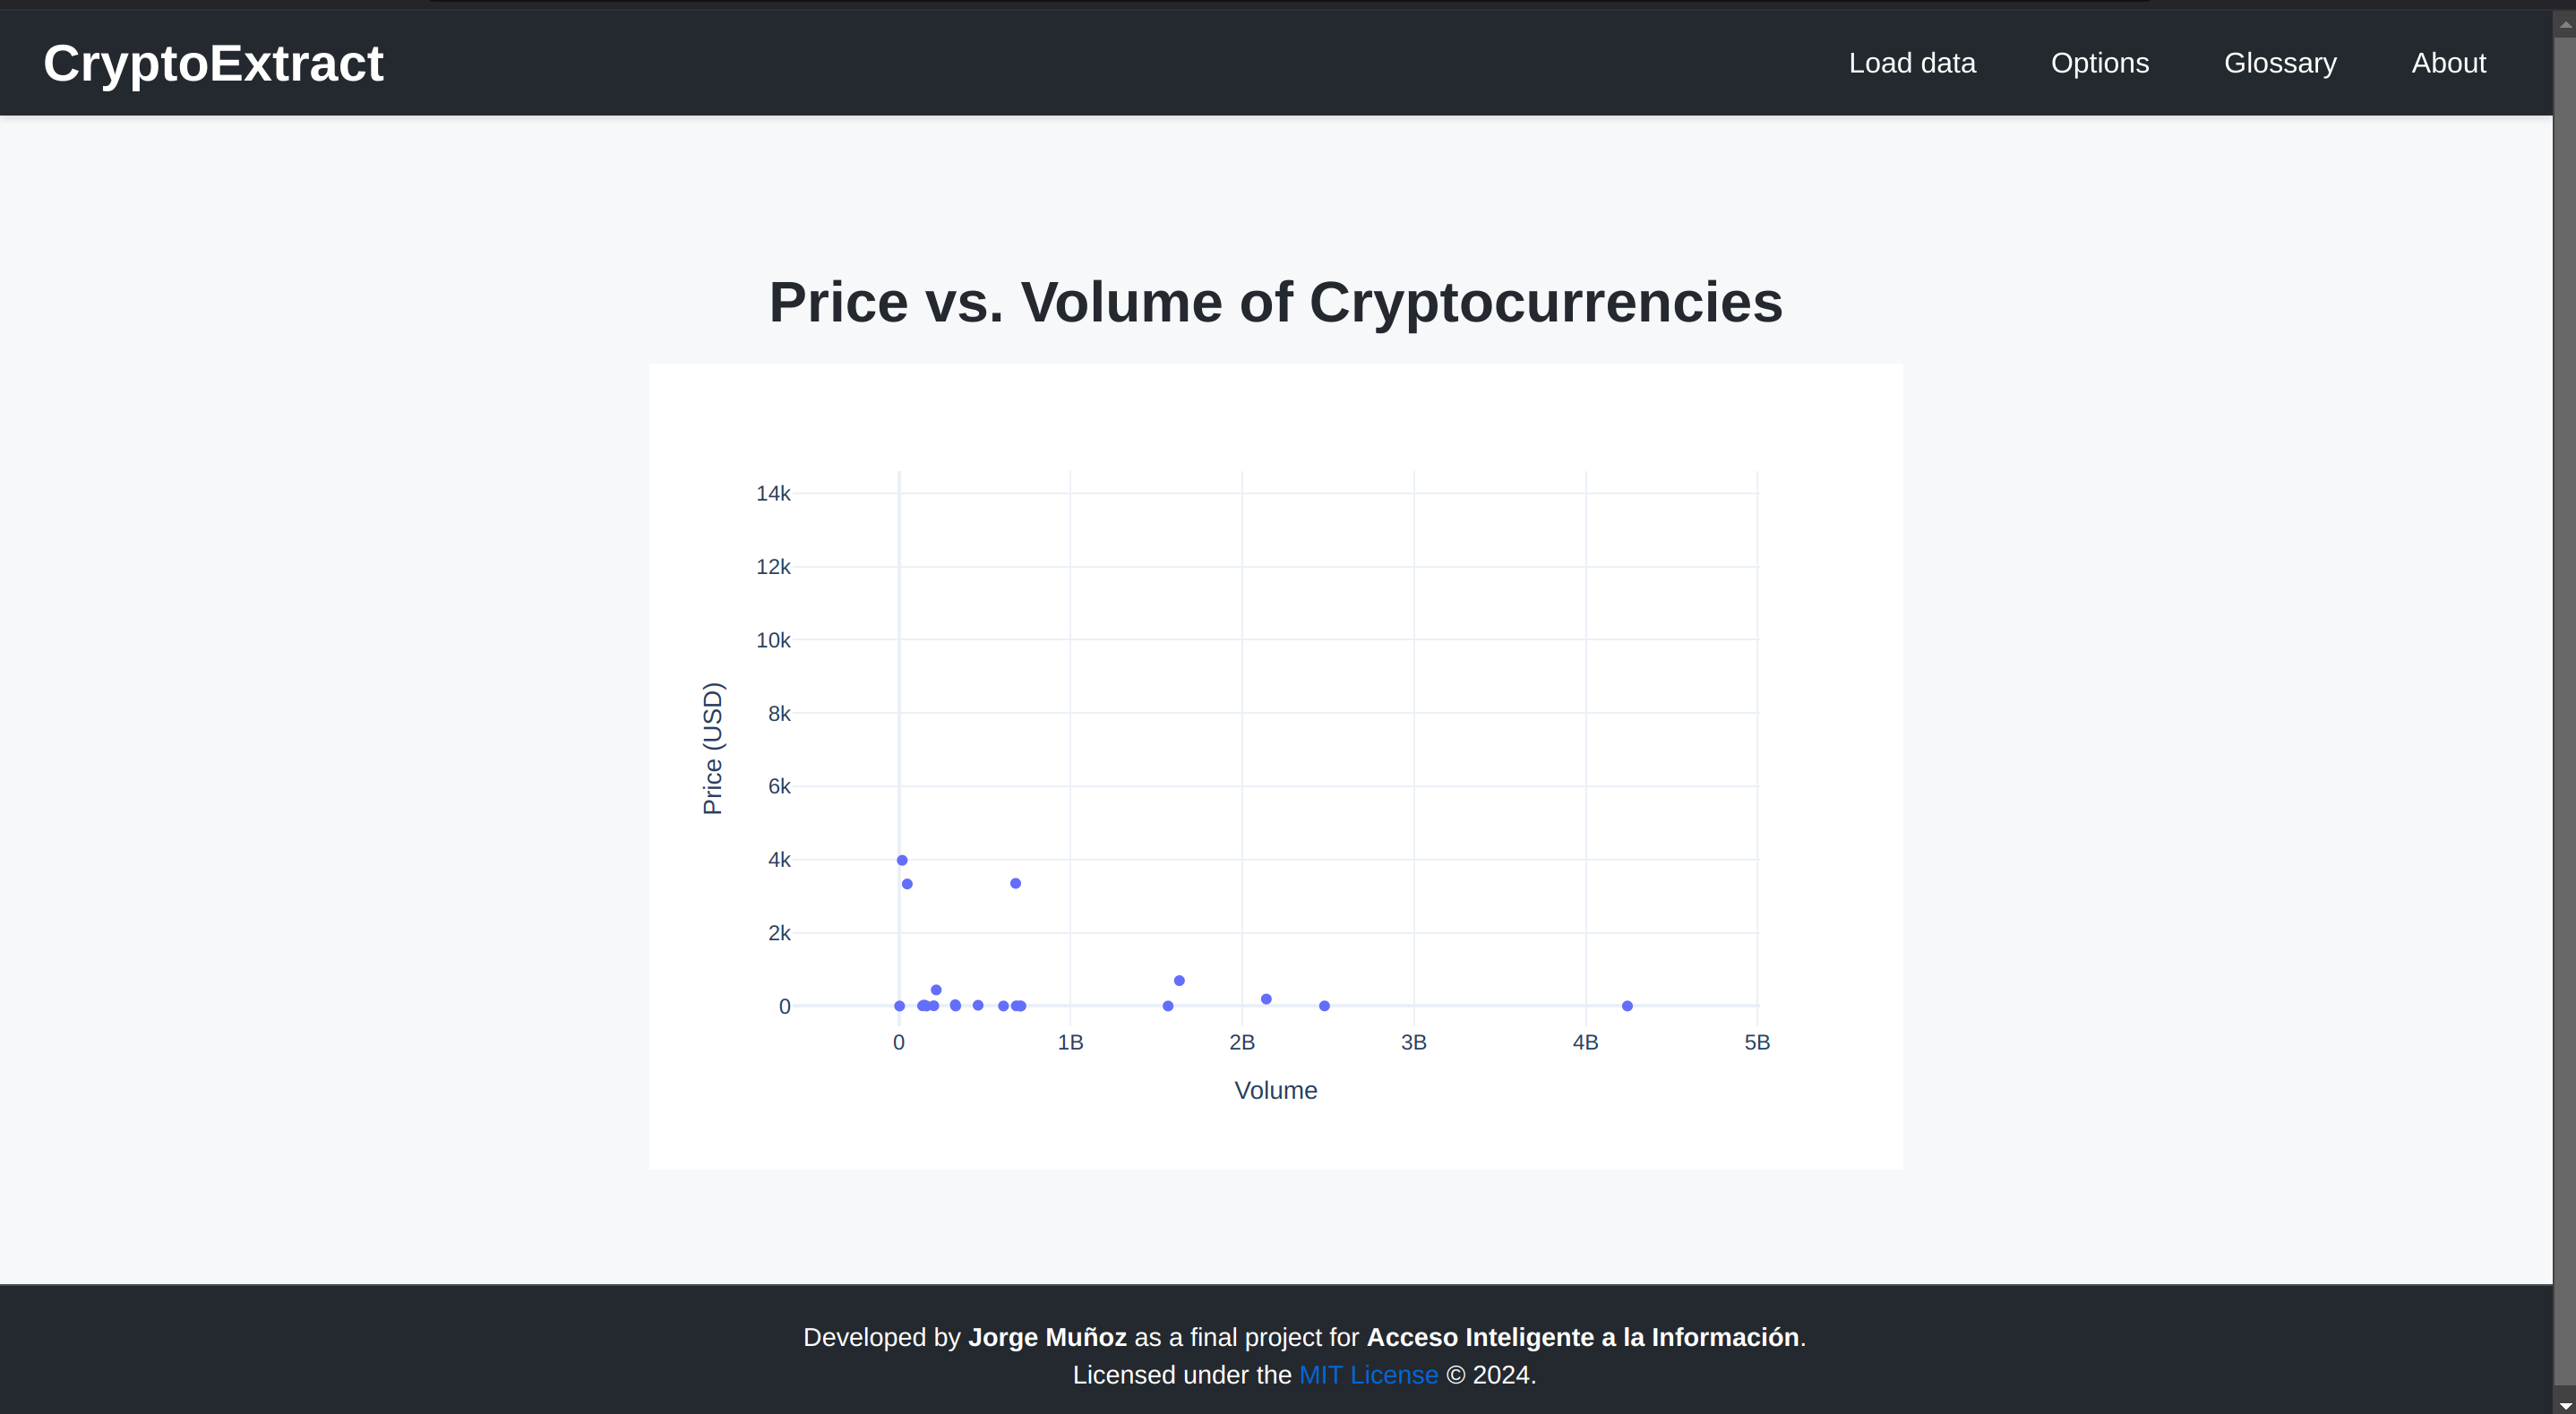 CryptoExtract
Load data
Options
Glossary
About
Price vs. Volume of Cryptocurrencies
14k
12k
10k
8k
6k
4k
2k
0
Price (USD)
0
1B
2B
3B
4B
5B
Volume
Developed by Jorge Muñoz as a final project for Acceso Inteligente a la Información.
Licensed under the MIT License © 2024.